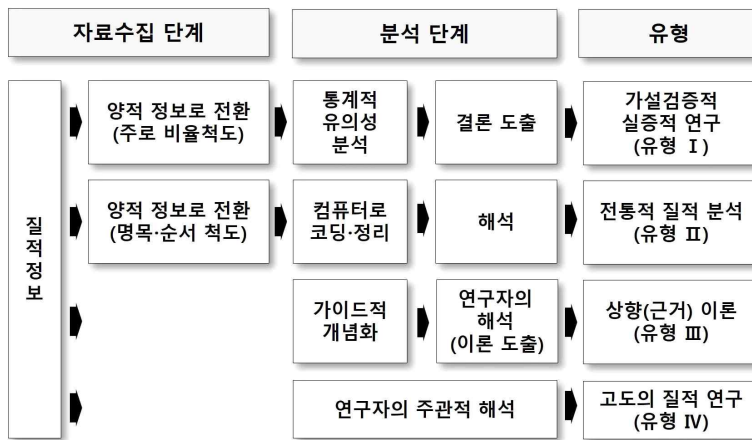 자료수집 단계
분석 단계
유형
질적정보
양적 정보로 전환
(주로 비율척도)
통계적
유의성
분석
결론 도출
가설검증적
실증적 연구
(유형 Ⅰ)
양적 정보로 전환
(명목·순서 척도)
컴퓨터로
코딩·정리
해석
전통적 질적 분석
(유형 Ⅱ)
가이드적
개념화
연구자의
해석
(이론 도출)
상향(근거) 이론
(유형 Ⅲ)
연구자의 주관적 해석
고도의 질적 연구
(유형 Ⅳ)